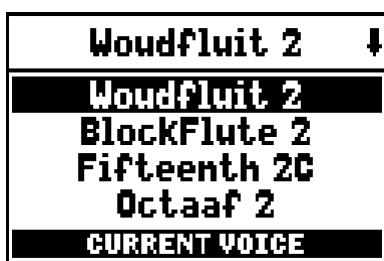 Woudfluit 2
Woudfluit 2
BlockFlute 2
Fifteenth 2C
Octaaf 2
CURRENT VOICE